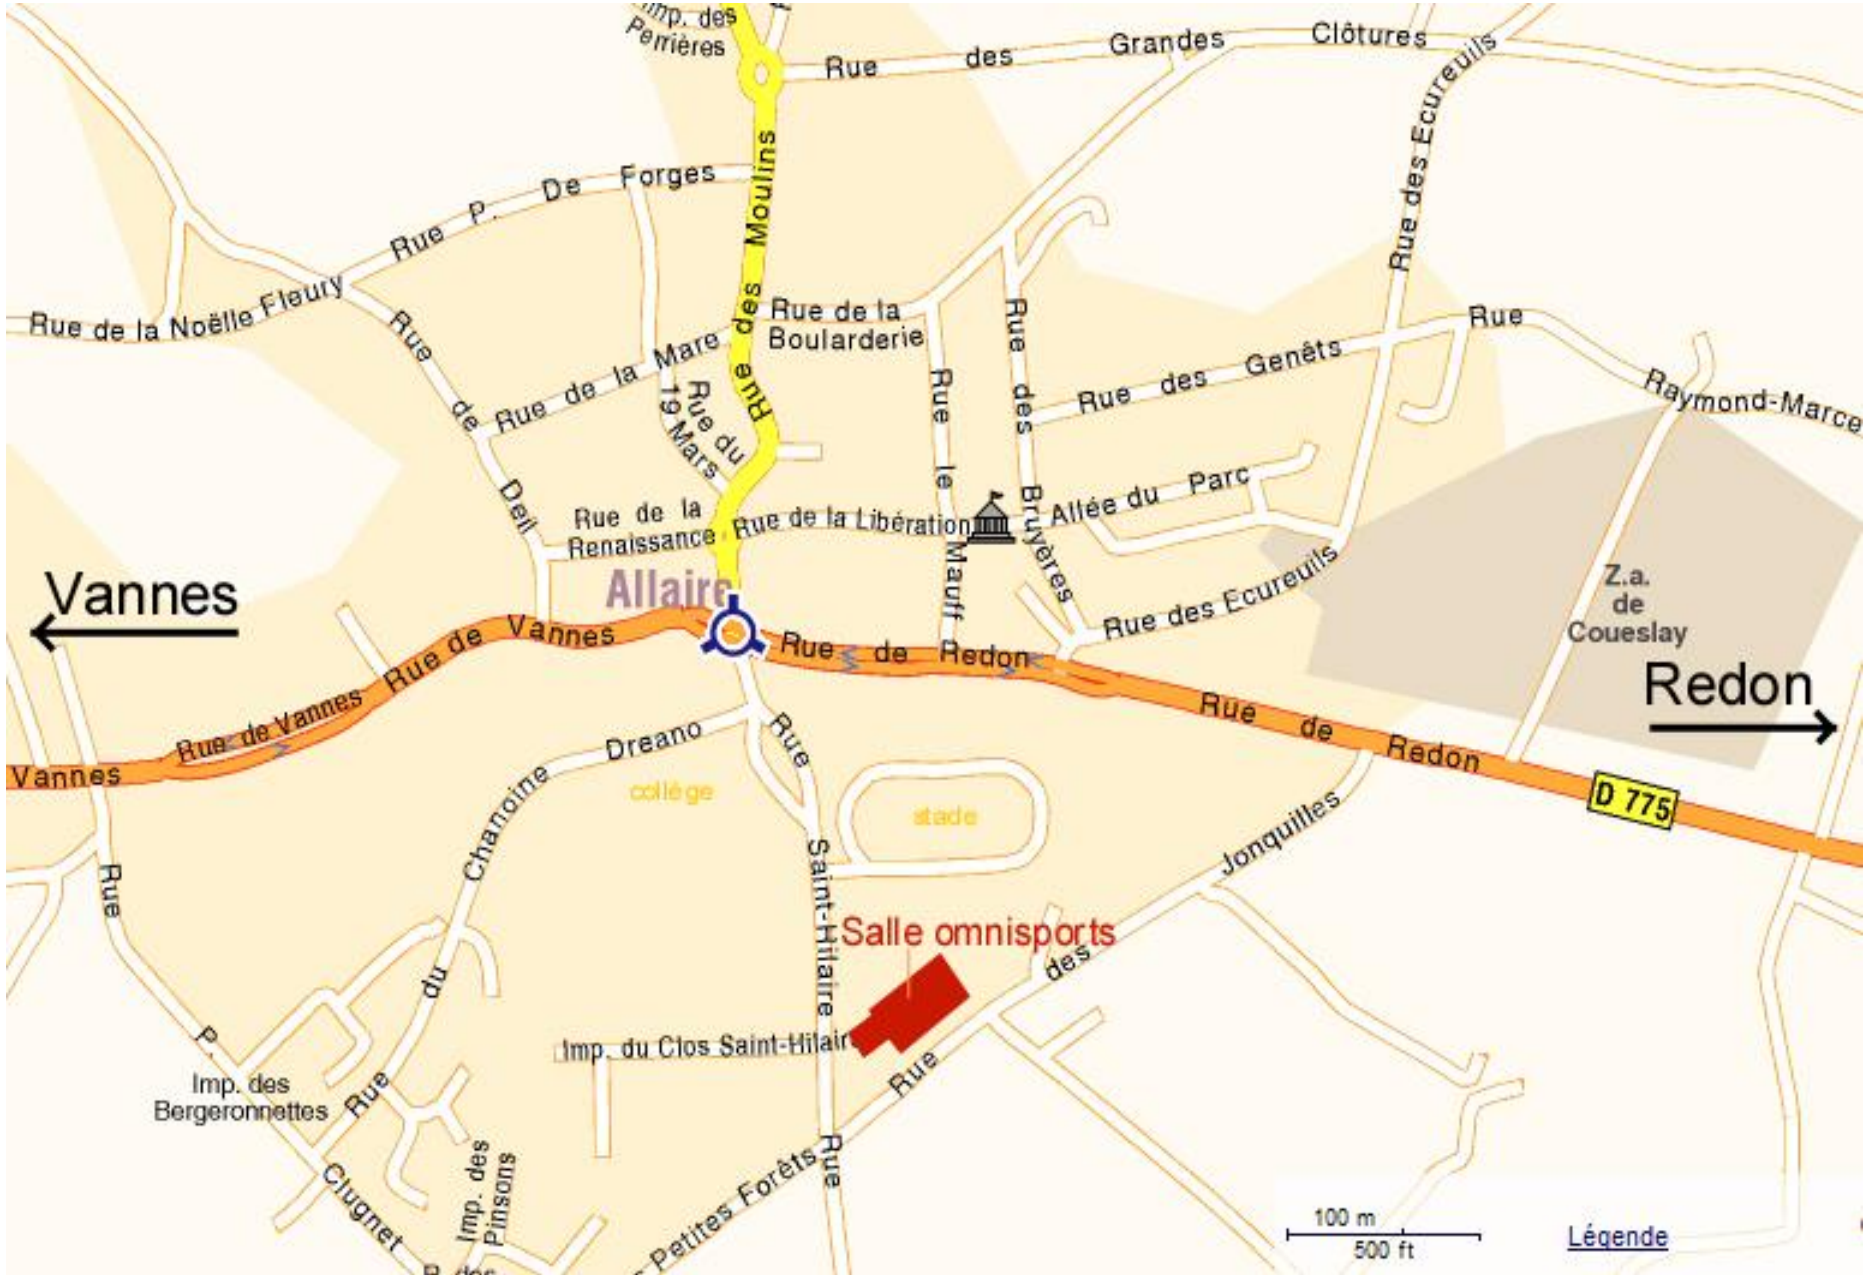 Imp. des
Perrières
Rue des Grandes Clôtures
Rue des Ecureuils
Rue des Moulins
Rue P. De Forges
Rue des Ecureuils
Rue de la Noëlle Fleury
Rue de la
Boularderie
Rue
Raymond-Marce
Rue de Deil
Rue de la Mare
Rue du
19 Mars
Rue le Mauff
Rue des Bruyères
Rue des Genêts
Allée du Parc
Rue de la
Renaissance
Rue de la Libération
Allaire
Vannes
Z.a.
de
Coueslay
Rue des Ecureuils
Rue de Vannes
Rue de Redon
Redon
Rue de Vannes
Rue de Redon
Vannes
D 775
Dreano
collège
stade
Rue
Jonquilles
Chanoine
Rue
Saint-Hilaire
Salle omnisports
des
du
P.
Imp. du Clos Saint-Hilair
Rue
Imp. des
Bergeronnettes
Rue
Clugnet
Imp. des
Pinsons
Petites Forêts
Rue
100 m
500 ft
Légende